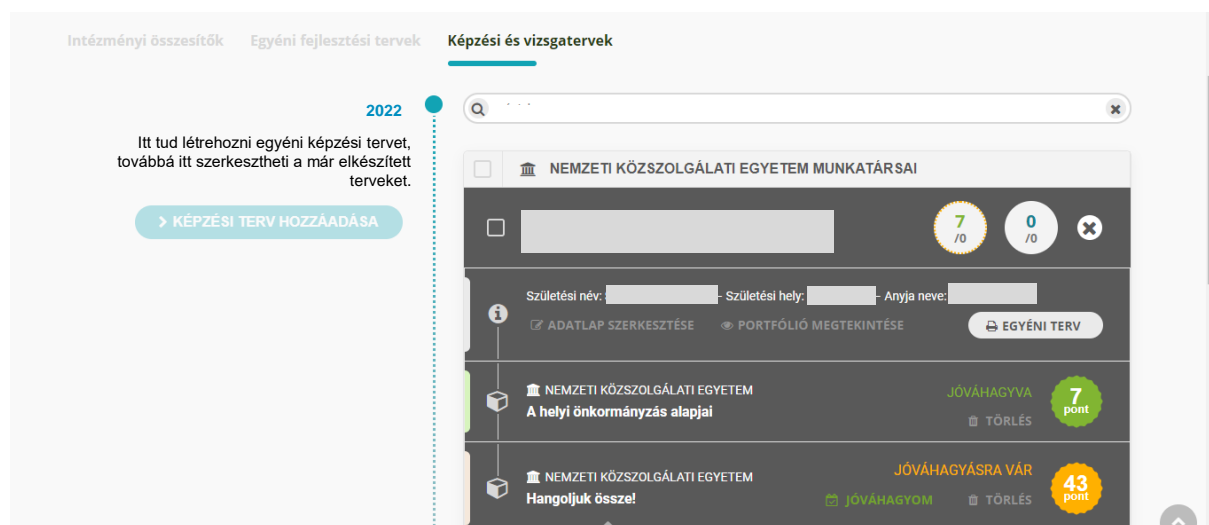 Intézményi összesítők Egyéni fejlesztési tervek Képzési és vizsgatervek
2022
Itt tud létrehozni egyéni képzési tervet,
továbbá itt szerkesztheti a már elkészített
terveket.
KÉPZÉSI TERV HOZZÁADÁSA
NEMZETI KÖZSZOLGÁLATI EGYETEM MUNKATÁRSAI
7
/0
0
/0
Születési név: - Születési hely: - Anyja neve:
ADATLAP SZERKESZTÉSE PORTFÓLIÓ MEGTEKINTÉSE EGYÉNI TERV
NEMZETI KÖZSZOLGÁLATI EGYETEM
A helyi önkormányzás alapjai
JÓVÁHAGYVA
TÖRLÉS
7
pont
NEMZETI KÖZSZOLGÁLATI EGYETEM
Hangoljuk össze!
JÓVÁHAGYÁSRA VÁR
JÓVÁHAGYOM TÖRLÉS
43
pont